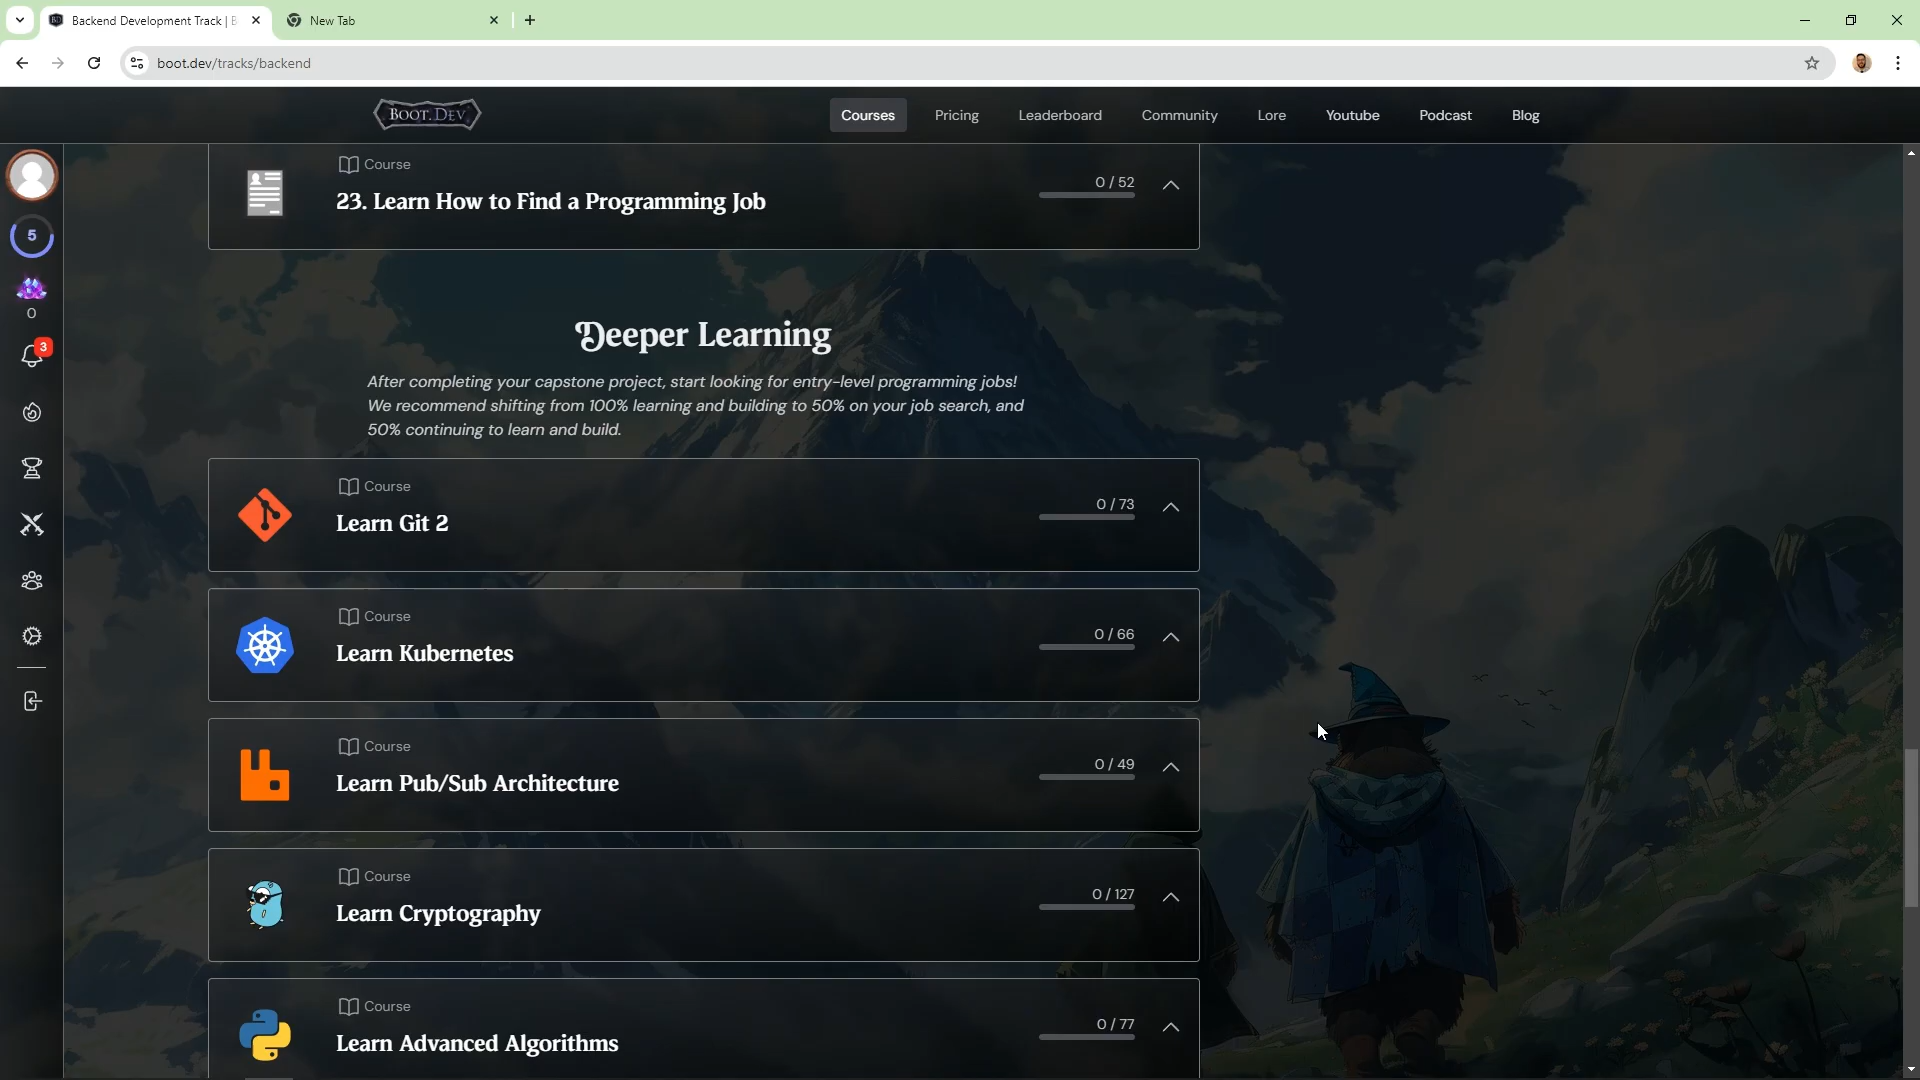 Backend Development Track | B
New Tab
boot.dev/tracks/backend
BOOT.DEV
Courses
Pricing
Leaderboard
Community
Lore
Youtube
Podcast
Blog
5
0
3
Course
23. Learn How to Find a Programming Job
0 / 52
Deeper Learning
After completing your capstone project, start looking for entry-level programming jobs!
We recommend shifting from 100% learning and building to 50% on your job search, and
50% continuing to learn and build.
Course
Learn Git 2
0 / 73
Course
Learn Kubernetes
0 / 66
Course
Learn Pub/Sub Architecture
0 / 49
Course
Learn Cryptography
0 / 127
Course
Learn Advanced Algorithms
0 / 77